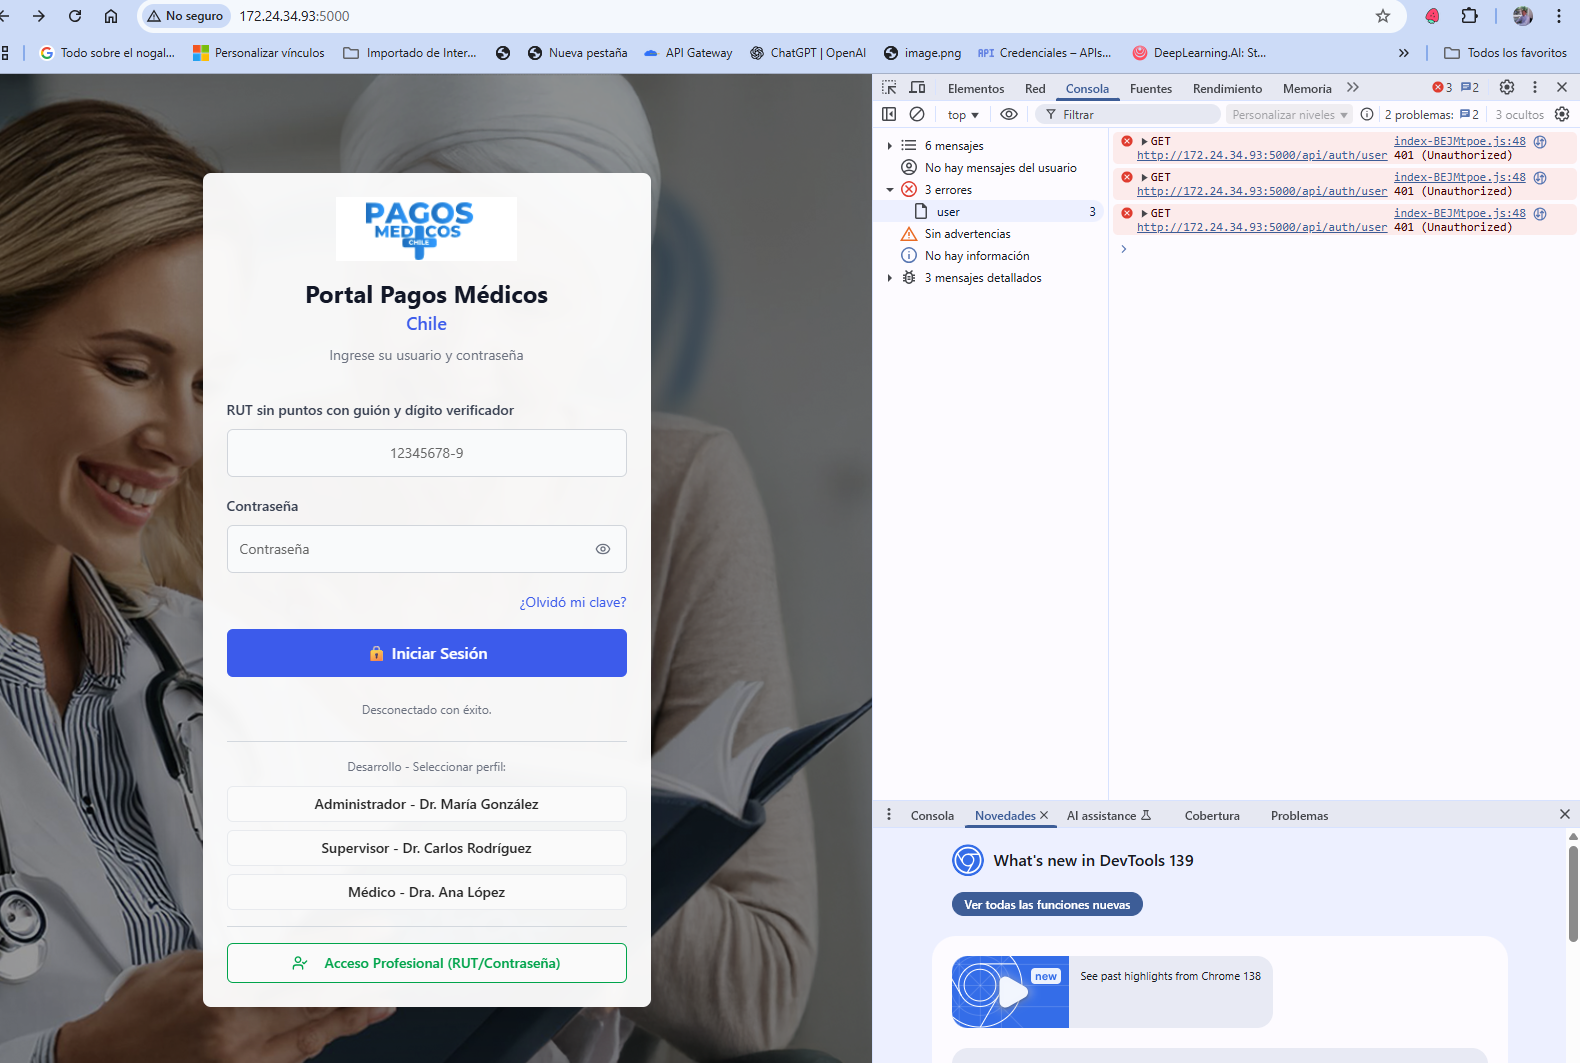 No seguro
172.24.34.93:5000
Todo sobre el nogal...
Personalizar vínculos
Importado de Inter...
Nueva pestaña
API Gateway
ChatGPT | OpenAI
image.png
API Credenciales – APIs...
DeepLearning.AI: St...
»
Todos los favoritos
PAGOS
MEDICOS
CHILE
Portal Pagos Médicos
Chile
Ingrese su usuario y contraseña
RUT sin puntos con guión y dígito verificador
12345678-9
Contraseña
Contraseña
¿Olvidó mi clave?
Iniciar Sesión
Desconectado con éxito.
Desarrollo - Seleccionar perfil:
Administrador - Dr. María González
Supervisor - Dr. Carlos Rodríguez
Médico - Dra. Ana López
Acceso Profesional (RUT/Contraseña)
Elementos Red Consola Fuentes Rendimiento Memoria 3 2
top Filtrar Personalizar niveles 2 problemas: 2 3 ocultos
6 mensajes
No hay mensajes del usuario
3 errores
user 3
Sin advertencias
No hay información
3 mensajes detallados
GET index-BEJMtpoe.js:48
http://172.24.34.93:5000/api/auth/user 401 (Unauthorized)
GET index-BEJMtpoe.js:48
http://172.24.34.93:5000/api/auth/user 401 (Unauthorized)
GET index-BEJMtpoe.js:48
http://172.24.34.93:5000/api/auth/user 401 (Unauthorized)
Consola Novedades AI assistance Cobertura Problemas
What's new in DevTools 139
Ver todas las funciones nuevas
new
See past highlights from Chrome 138